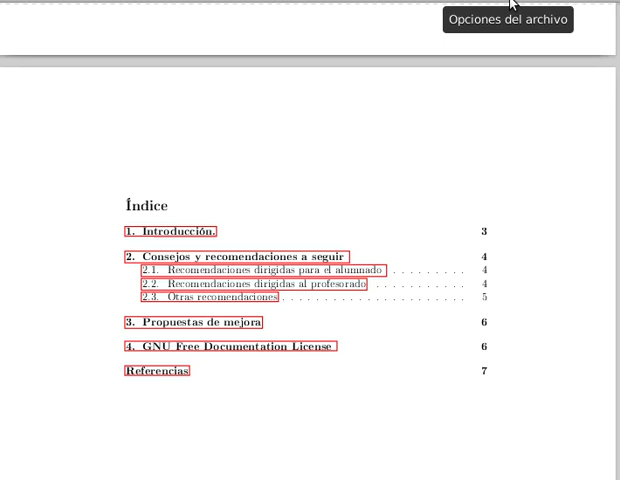 Opciones del archivo
Índice
1. Introducción. 3
2. Consejos y recomendaciones a seguir 4
2.1. Recomendaciones dirigidas para el alumnado . . . . . . . . . 4
2.2. Recomendaciones dirigidas al profesorado . . . . . . . . . . . 4
2.3. Otras recomendaciones . . . . . . . . . . . . . . . . . . . . . 5
3. Propuestas de mejora 6
4. GNU Free Documentation License 6
Referencias 7